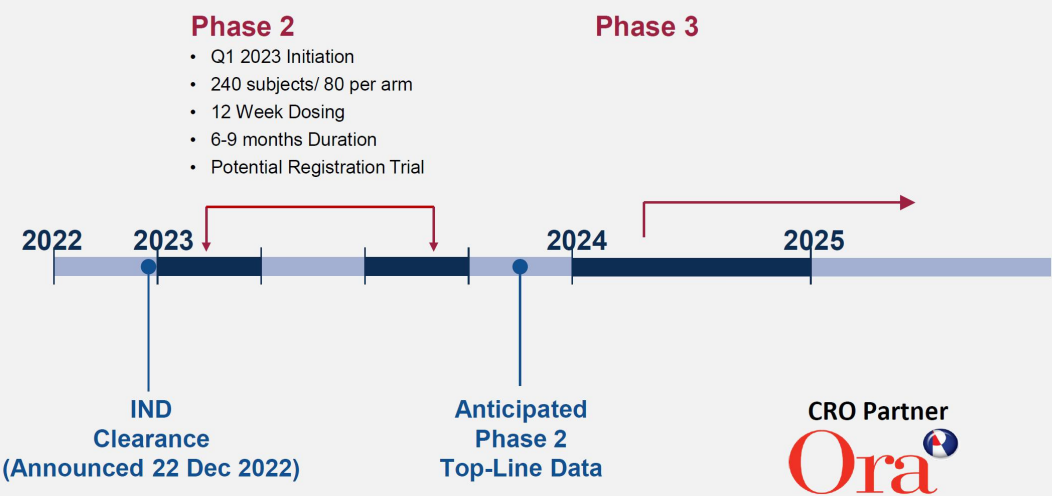 Phase 2
• Q1 2023 Initiation
• 240 subjects/ 80 per arm
• 12 Week Dosing
• 6-9 months Duration
• Potential Registration Trial
Phase 3
2022
2023
2024
2025
IND
Clearance
(Announced 22 Dec 2022)
Anticipated
Phase 2
Top-Line Data
CRO Partner
Ora